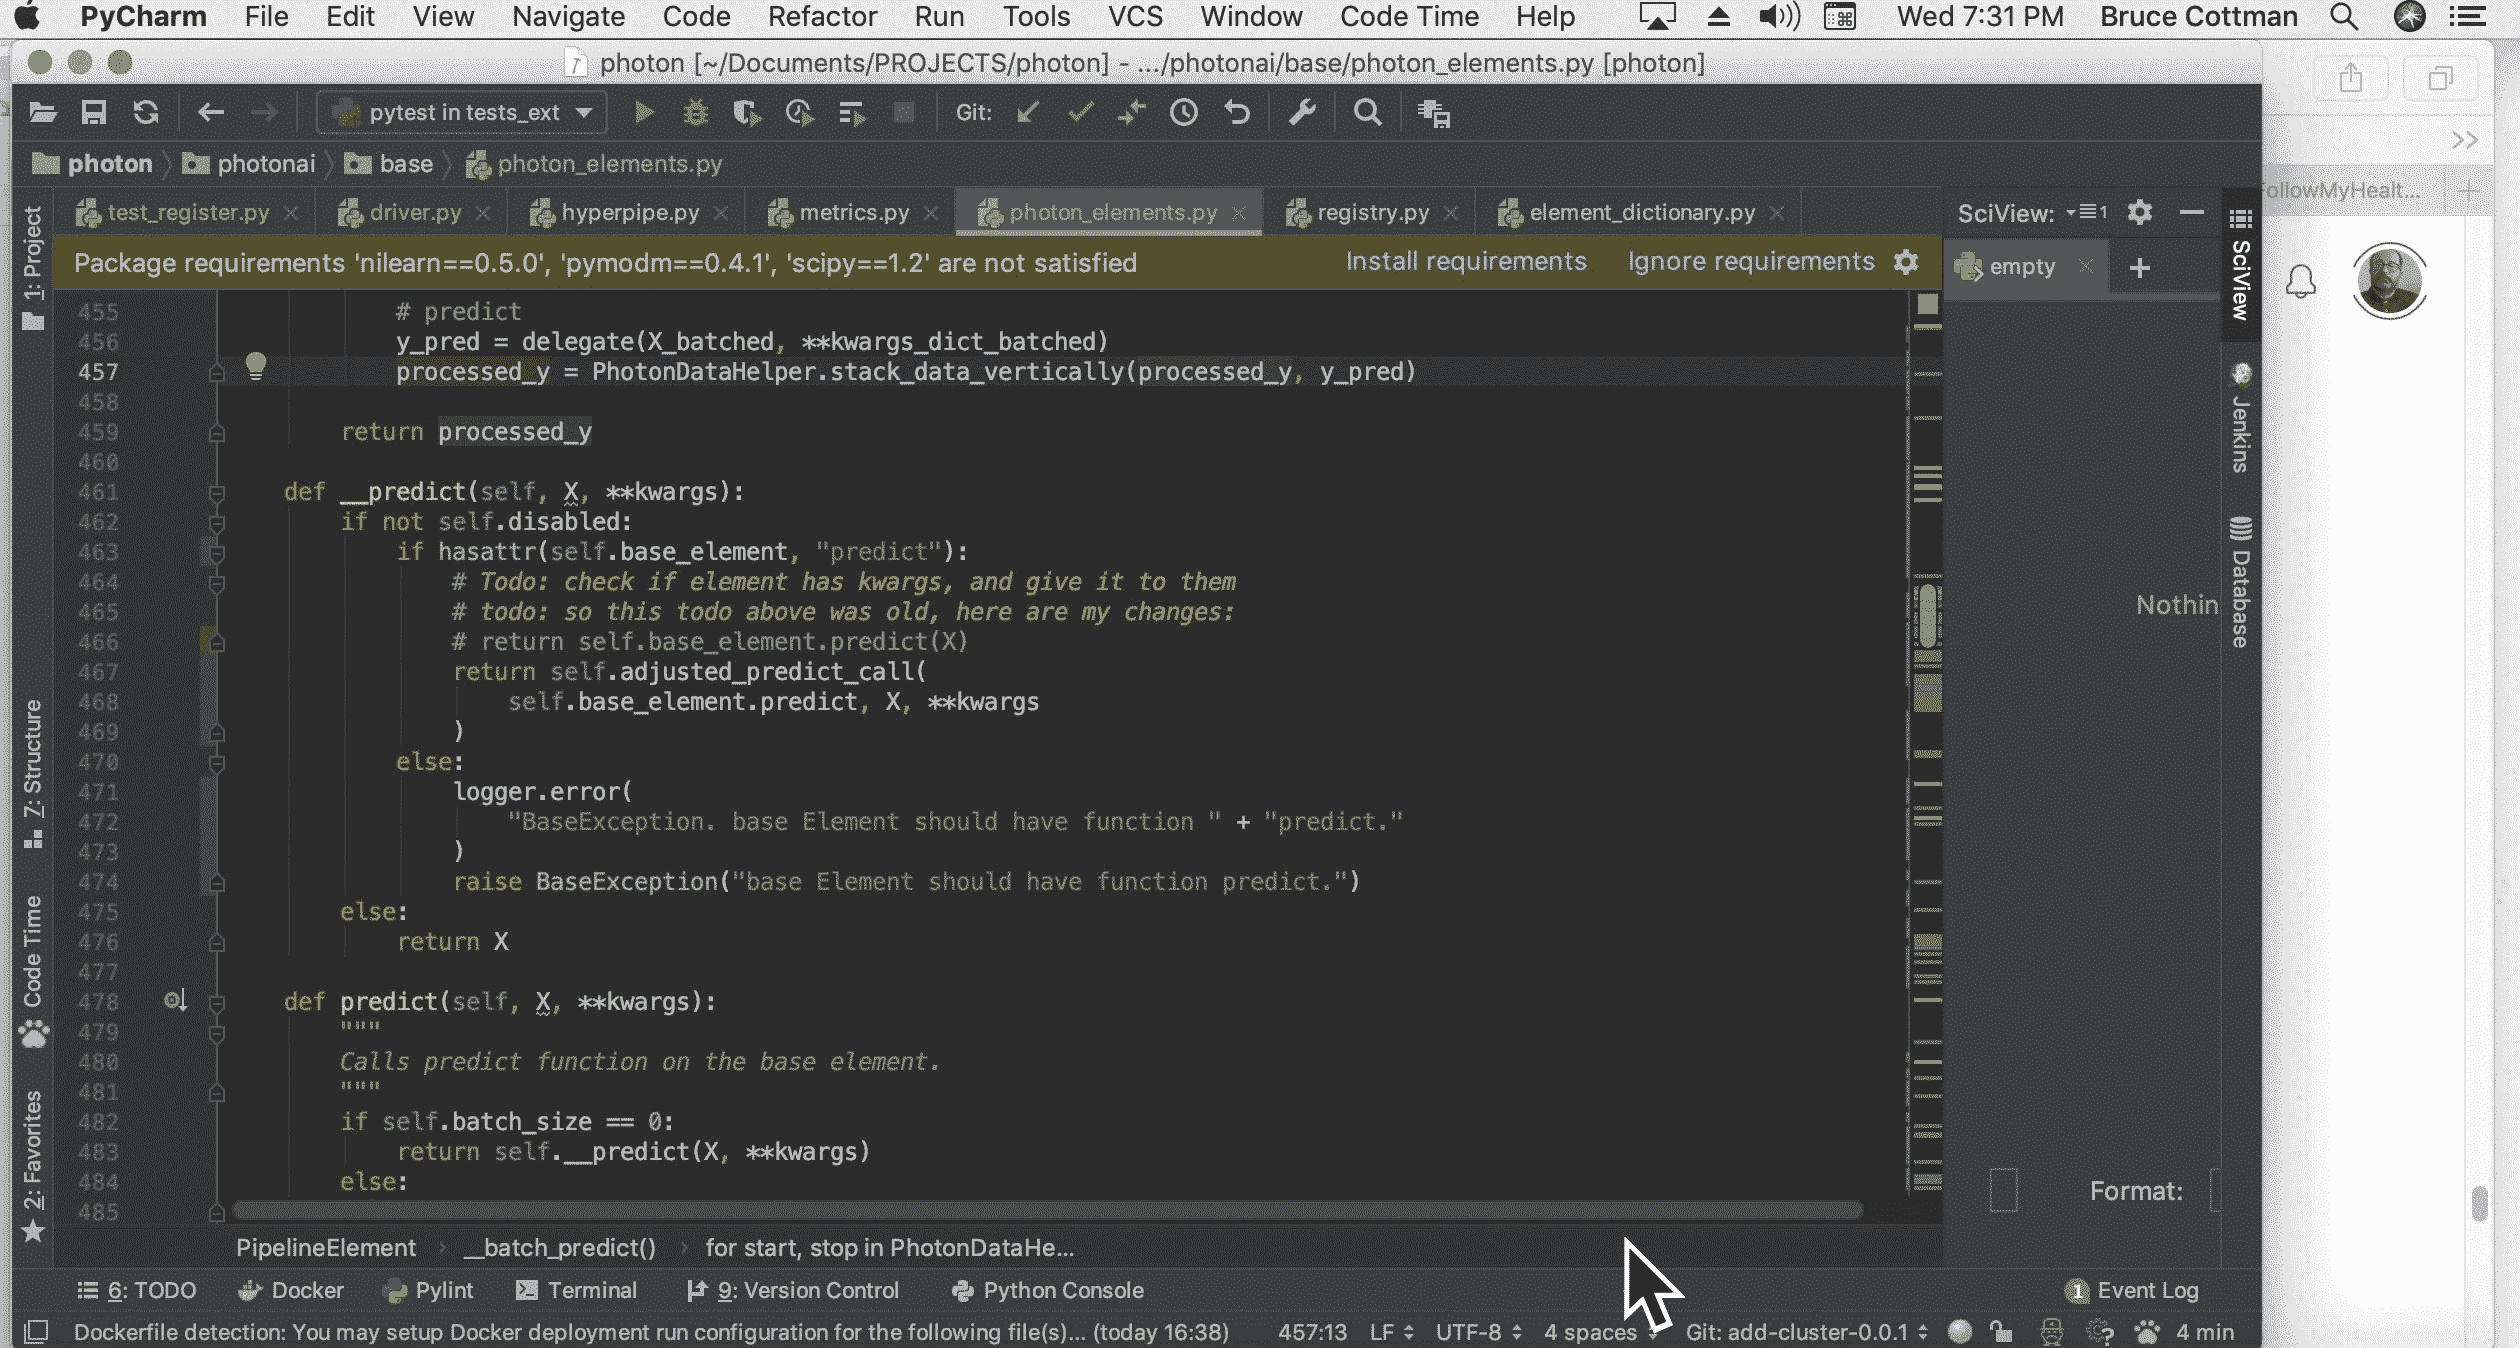 PyCharm File Edit View Navigate Code Refactor Run Tools VCS Window Code Time Help Wed 7:31 PM Bruce Cottman
photon [~/Documents/PROJECTS/photon] - .../photonai/base/photon_elements.py [photon]
pytest in tests_ext Git:
photon photonai base photon_elements.py
test_register.py driver.py hyperpipe.py metrics.py photon_elements.py registry.py element_dictionary.py SciView: 1
ollowMyHealt...
Package requirements 'nilearn==0.5.0', 'pymodm==0.4.1', 'scipy==1.2' are not satisfied Install requirements Ignore requirements
empty
1: Project
7: Structure
Code Time
2: Favorites
SciView
Jenkins
Database
455 # predict
456 y_pred = delegate(X_batched, **kwargs_dict_batched)
457 processed_y = PhotonDataHelper.stack_data_vertically(processed_y, y_pred)
458
459 return processed_y
460
461 def __predict(self, X, **kwargs):
462 if not self.disabled:
463 if hasattr(self.base_element, "predict"):
464 # Todo: check if element has kwargs, and give it to them
465 # todo: so this todo above was old, here are my changes:
466 # return self.base_element.predict(X)
467 return self.adjusted_predict_call(
468 self.base_element.predict, X, **kwargs
469 )
470 else:
471 logger.error(
472 "BaseException. base Element should have function " + "predict."
473 )
474 raise BaseException("base Element should have function predict.")
475 else:
476 return X
477
478 def predict(self, X, **kwargs):
479 """
480 Calls predict function on the base element.
481 """
482 if self.batch_size == 0:
483 return self.__predict(X, **kwargs)
484 else:
485
Nothin
Format:
PipelineElement __batch_predict() for start, stop in PhotonDataHe...
6: TODO Docker Pylint Terminal 9: Version Control Python Console 1 Event Log
Dockerfile detection: You may setup Docker deployment run configuration for the following file(s)... (today 16:38) 457:13 LF UTF-8 4 spaces Git: add-cluster-0.0.1 4 min